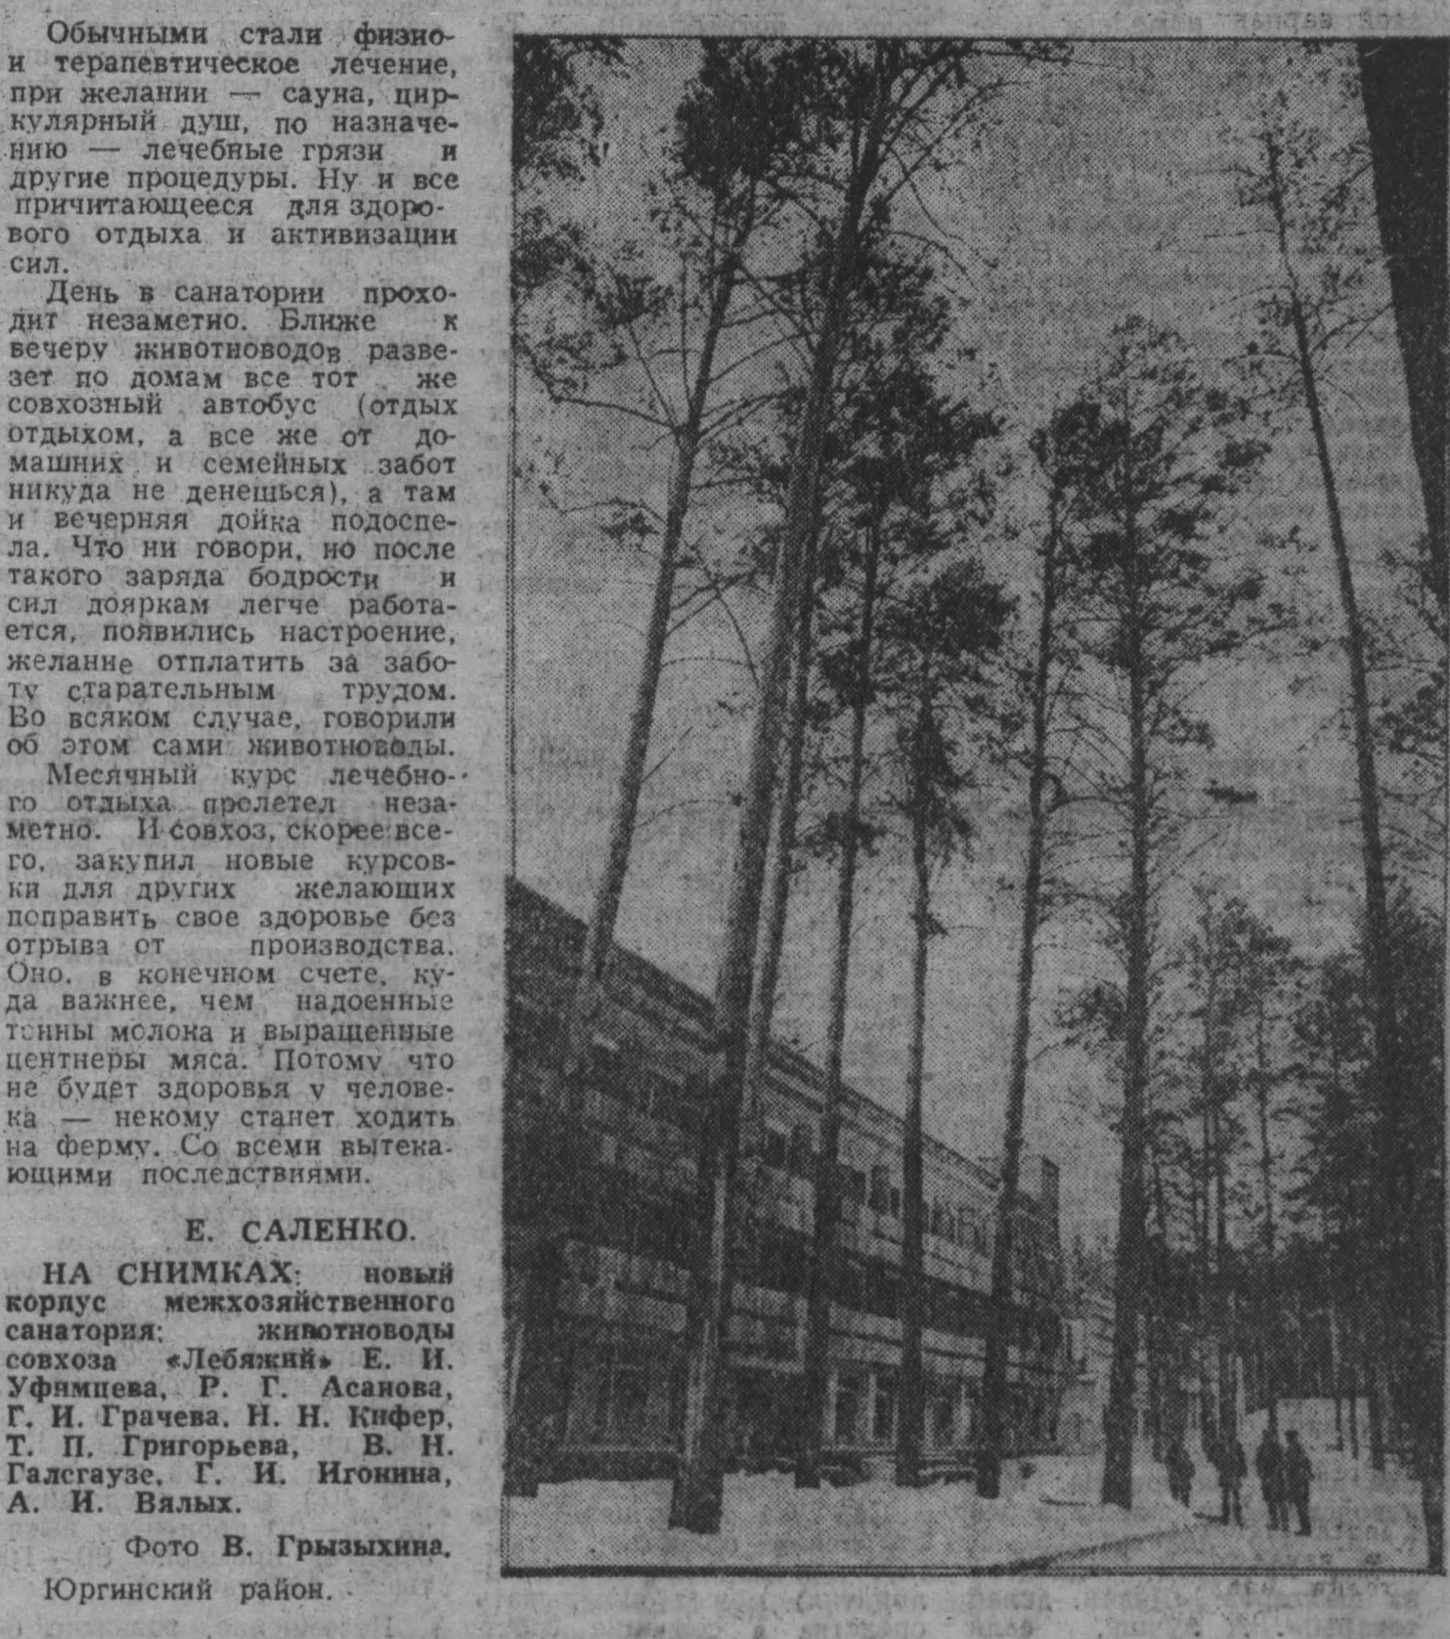 Обычными стали физио-
и терапевтическое лечение,
при желании — сауна, цир-
кулярный душ, по назначе-
нию — лечебные грязи и
другие процедуры. Ну и все
причитающееся для здоро-
вого отдыха и активизации
сил.
День в санатории прохо-
дит незаметно. Ближе к
вечеру животноводов разве-
зет по домам все тот же
совхозный автобус (отдых
отдыхом, а все же от до-
машних и семейных забот
никуда не денешься), а там
и вечерняя дойка подоспе-
ла. Что ни говори, но после
такого заряда бодрости и
сил дояркам легче работа-
ется, появились настроение,
желание отплатить за забо-
ту старательным трудом.
Во всяком случае, говорили
об этом сами животноводы.
Месячный курс лечебно-
го отдыха пролетел неза-
метно. И совхоз, скорее все-
го, закупил новые курсов-
ки для других желающих
поправить свое здоровье без
отрыва от производства.
Оно, в конечном счете, ку-
да важнее, чем надоенные
тонны молока и выращенные
центнеры мяса. Потому что
не будет здоровья у челове-
ка — некому станет ходить
на ферму. Со всеми вытека-
ющими последствиями.
Е. САЛЕНКО.
НА СНИМКАХ: новый
корпус межхозяйственного
санатория; животноводы
совхоза «Лебяжий» Е. И.
Уфимцева, Р. Г. Асанова,
Г. И. Грачева, Н. Н. Кифер,
Т. П. Григорьева, В. Н.
Галсгаузе, Г. И. Игонина,
А. И. Вялых.
Фото В. Грызыхина.
Юргинский район.